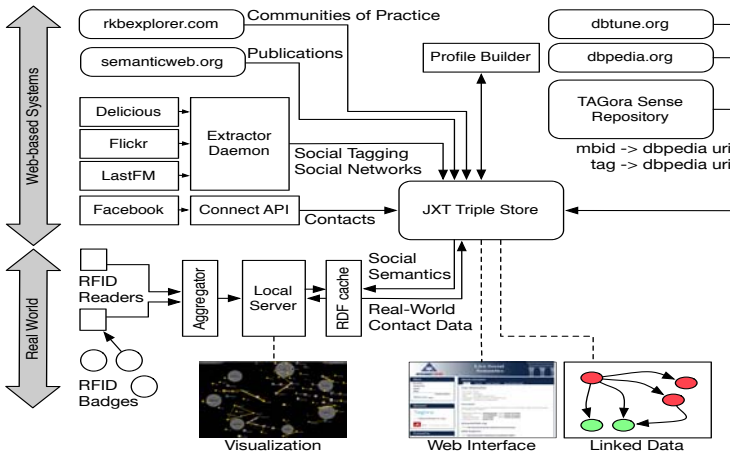 Web-based Systems
Real World
rkbexplorer.com
Communities of Practice
semanticweb.org
Publications
Profile Builder
dbtune.org
dbpedia.org
TAGora Sense
Repository
mbid -> dbpedia uri
tag -> dbpedia uri
Delicious
Flickr
LastFM
Extractor
Daemon
Social Tagging
Social Networks
Facebook
Connect API
Contacts
JXT Triple Store
RFID
Readers
Aggregator
Local
Server
RDF cache
Social
Semantics
Real-World
Contact Data
RFID
Badges
Visualization
Web Interface
Linked Data